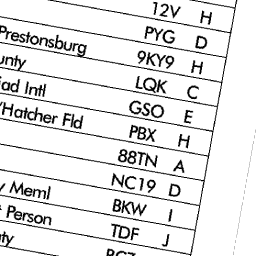 12V H
PYG D
Prestonsburg 9KY9 H
unty LQK C
iad Intl GSO E
/Hatcher Fld PBX H
88TN A
NC19 D
y Meml BKW I
t Person TDF J
nty